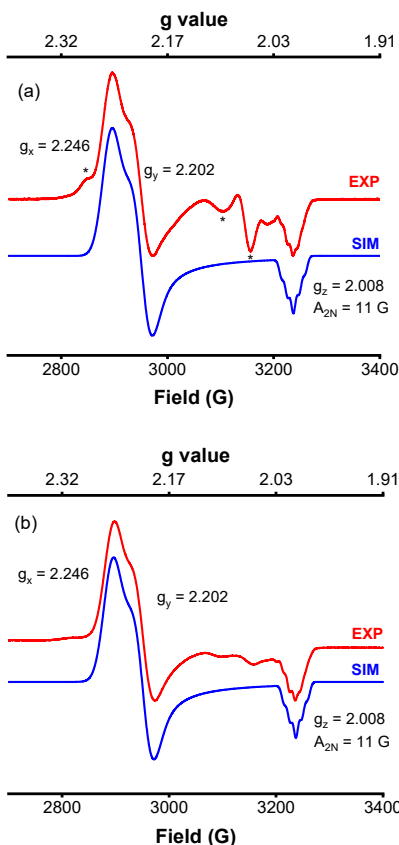 g value
2.32 2.17 2.03 1.91
(a)
gx = 2.246
*
gy = 2.202
EXP
*
*
SIM
gz = 2.008
A2N = 11 G
2800 3000 3200 3400
Field (G)
g value
2.32 2.17 2.03 1.91
(b)
gx = 2.246
gy = 2.202
EXP
SIM
gz = 2.008
A2N = 11 G
2800 3000 3200 3400
Field (G)